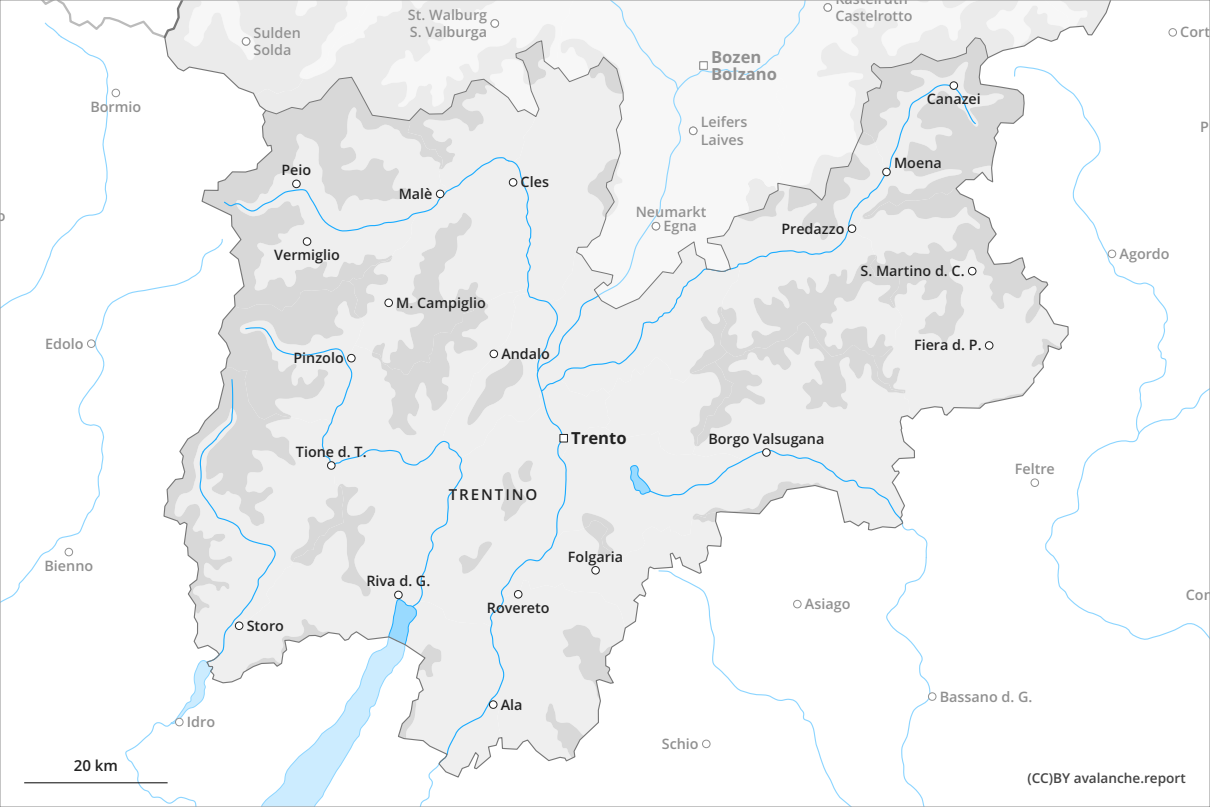 Kastelruth
Castelrotto
St. Walburg
S. Valburga
Sulden
Solda
Cort
Bozen
Bolzano
Bormio
Canazei
Leifers
Laives
P
Moena
Peio
Malè
Cles
Neumarkt
Egna
Predazzo
Vermiglio
Agordo
S. Martino d. C.
M. Campiglio
Edolo
Pinzolo
Andalo
Fiera d. P.
Trento
Borgo Valsugana
Tione d. T.
Feltre
TRENTINO
Folgaria
Bienno
Riva d. G.
Cor
Rovereto
Asiago
Storo
Ala
Bassano d. G.
Idro
Schio
20 km
(CC)BY avalanche.report